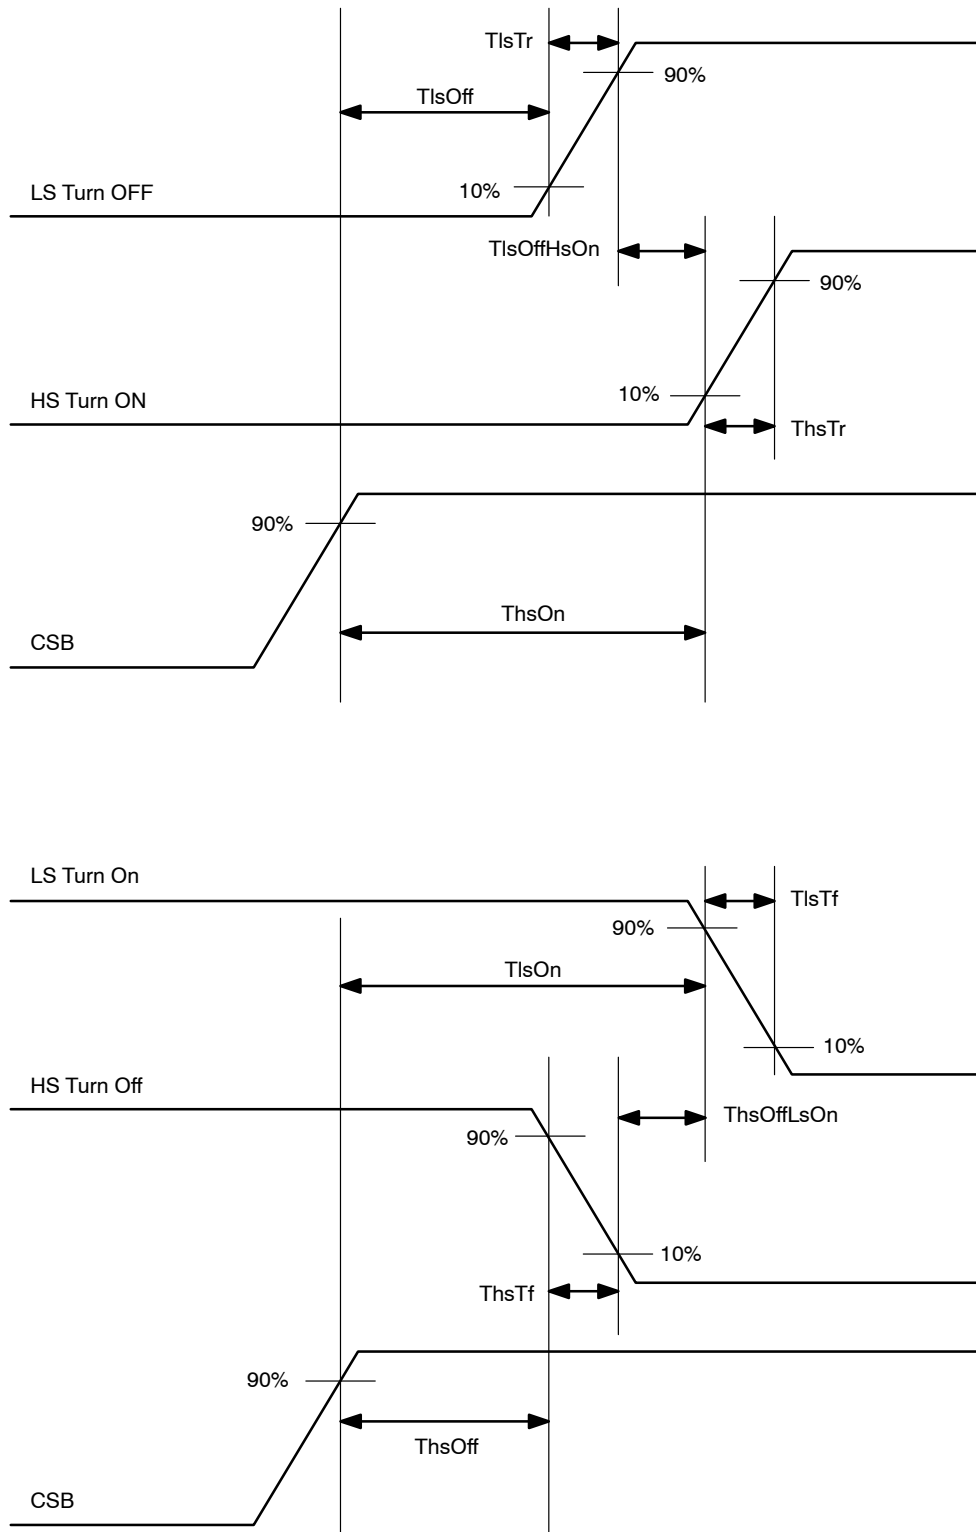 TlsTr
90%
TlsOff
10%
LS Turn OFF
TlsOffHsOn
90%
HS Turn ON
10%
ThsTr
90%
ThsOn
CSB
LS Turn On
TlsTf
90%
TlsOn
10%
HS Turn Off
ThsOffLsOn
90%
10%
ThsTf
90%
ThsOff
CSB